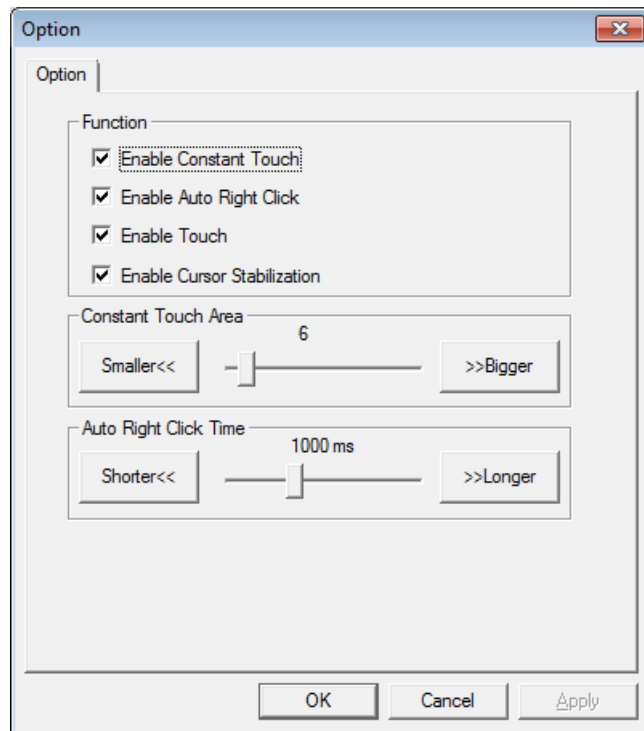 Option
Option
Function
Enable Constant Touch
Enable Auto Right Click
Enable Touch
Enable Cursor Stabilization
Constant Touch Area
6
Smaller<<
>>Bigger
Auto Right Click Time
1000 ms
Shorter<<
>>Longer
OK Cancel Apply